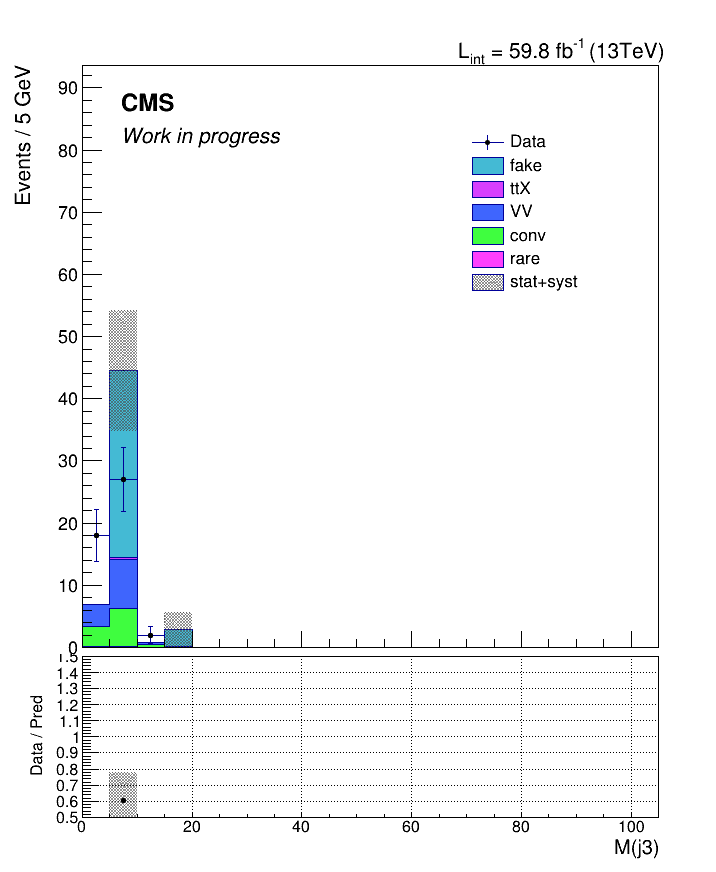 L_int = 59.8 fb^-1 (13TeV)
Events / 5 GeV
CMS
Work in progress
Data
fake
ttX
VV
conv
rare
stat+syst
90
80
70
60
50
40
30
20
10
0
Data / Pred
1.5
1.4
1.3
1.2
1.1
1
0.9
0.8
0.7
0.6
0.5
0 20 40 60 80 100
M(j3)